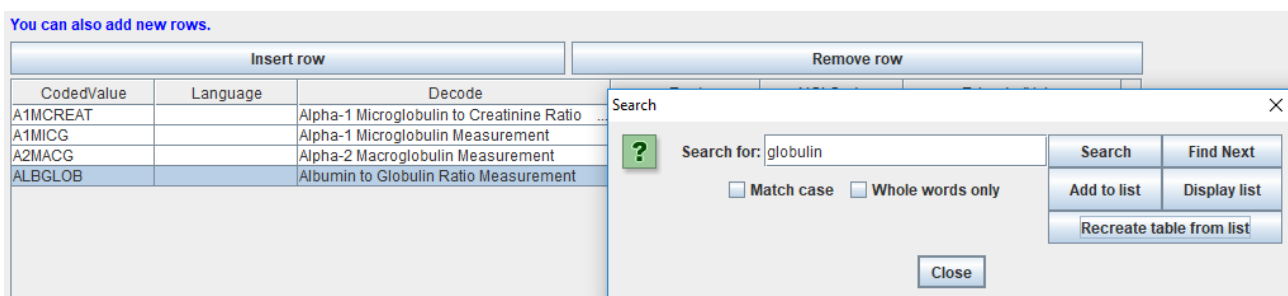 You can also add new rows.
Insert row Remove row
CodedValue Language Decode
Search
A1MCREAT Alpha-1 Microglobulin to Creatinine Ratio ...
A1MICG Alpha-1 Microglobulin Measurement
A2MACG Alpha-2 Macroglobulin Measurement
ALBGLOB Albumin to Globulin Ratio Measurement
? Search for: globulin Search Find Next
Match case Whole words only Add to list Display list
Recreate table from list
Close